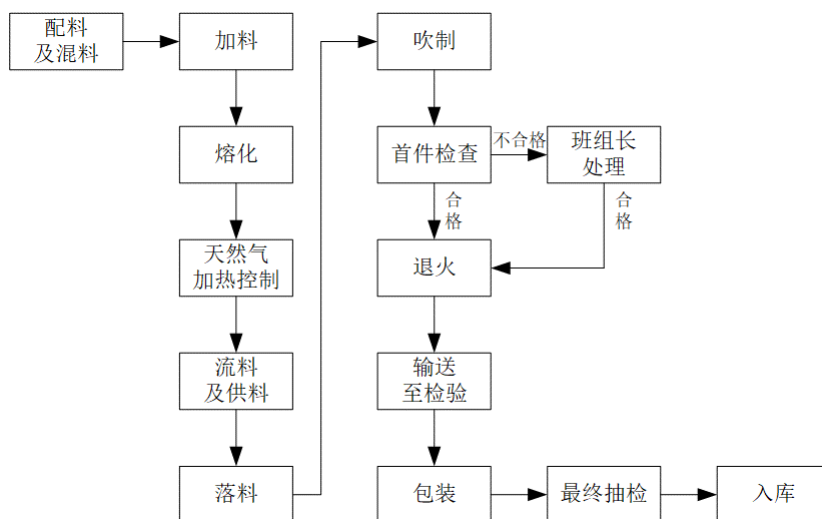 配料
及混料
加料
熔化
天然气
加热控制
流料
及供料
落料
吹制
首件检查
不合格
班组长
处理
合
格
合
格
退火
输送
至检验
包装
最终抽检
入库